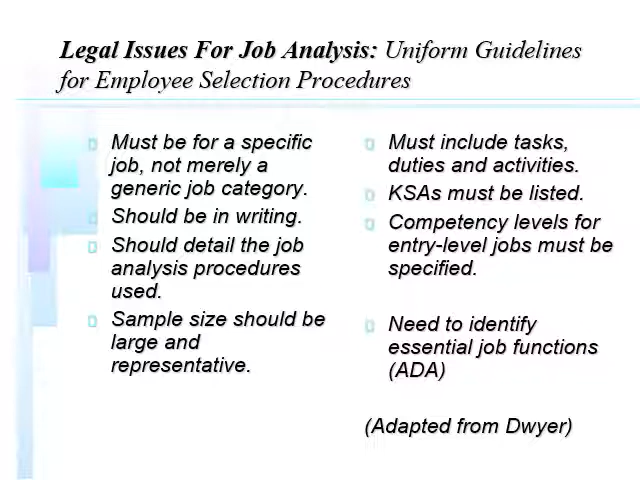 Legal Issues For Job Analysis: Uniform Guidelines
for Employee Selection Procedures
Must be for a specific
job, not merely a
generic job category.
Should be in writing.
Should detail the job
analysis procedures
used.
Sample size should be
large and
representative.
Must include tasks,
duties and activities.
KSAs must be listed.
Competency levels for
entry-level jobs must be
specified.
Need to identify
essential job functions
(ADA)
(Adapted from Dwyer)